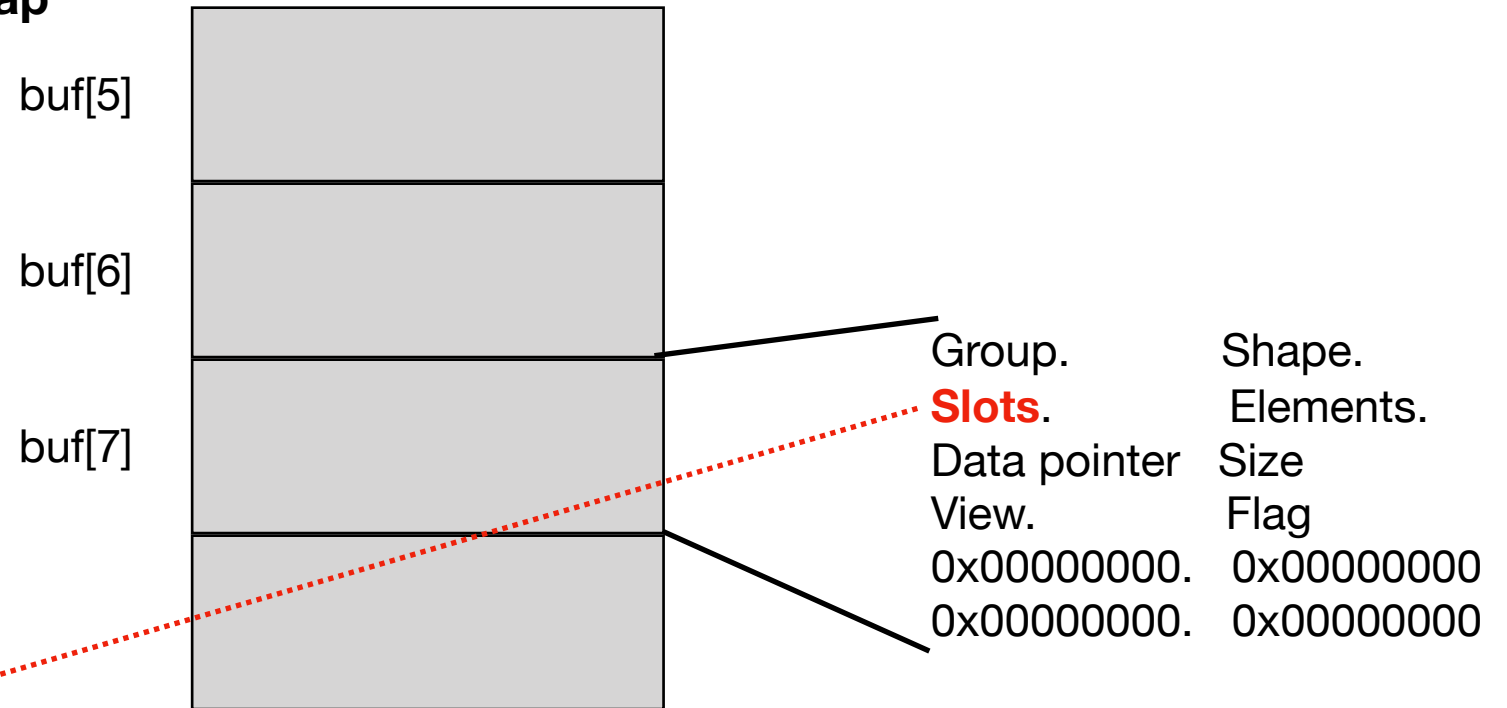 buf[5]
buf[6]
buf[7]
Group. Shape.
Slots. Elements.
Data pointer Size
View. Flag
0x00000000. 0x00000000
0x00000000. 0x00000000